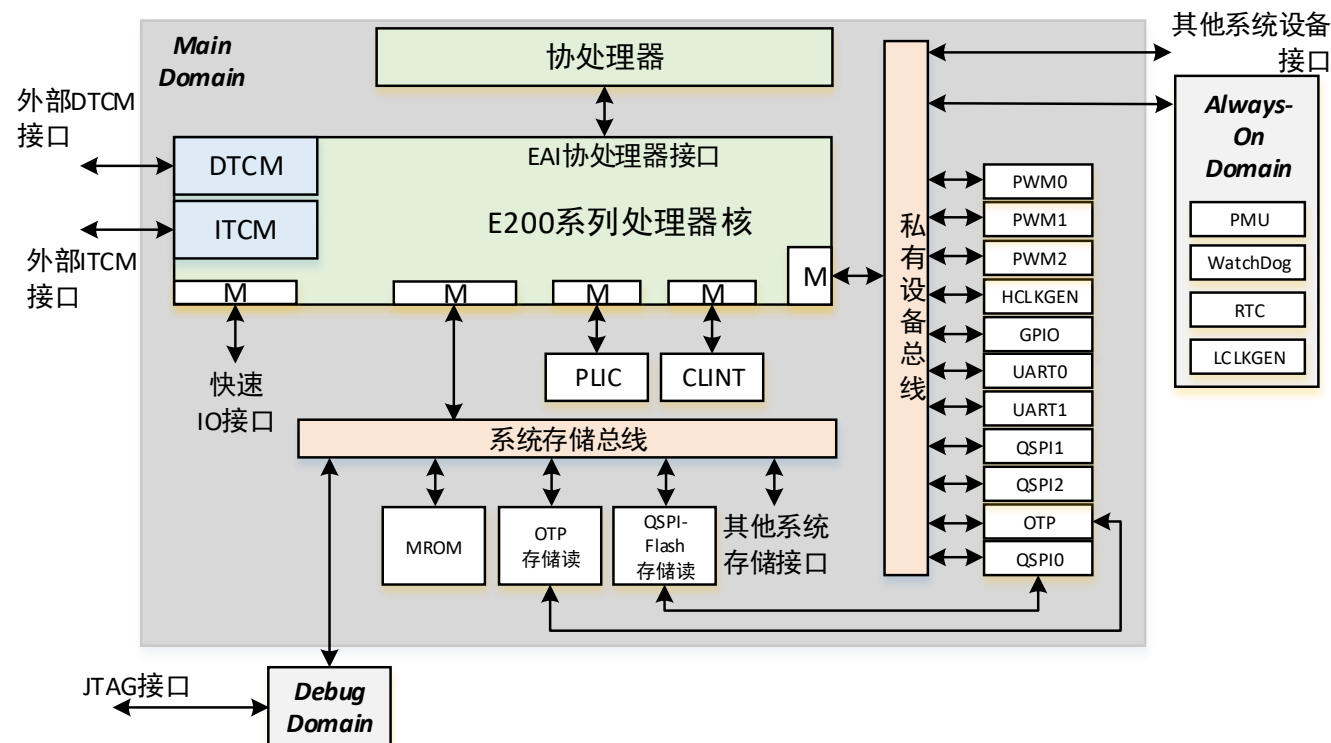 Main
Domain
协处理器
其他系统设备
接口
外部DTCM
接口
DTCM
EAI协处理器接口
ITCM
E200系列处理器核
外部ITCM
接口
M
M
M
M
M
快速
IO接口
PLIC
CLINT
系统存储总线
MROM
OTP
存储读
QSPI-
Flash
存储读
其他系统
存储接口
私有设备总线
PWM0
PWM1
PWM2
HCLKGEN
GPIO
UART0
UART1
QSPI1
QSPI2
OTP
QSPI0
Always-
On
Domain
PMU
WatchDog
RTC
LCLKGEN
JTAG接口
Debug
Domain